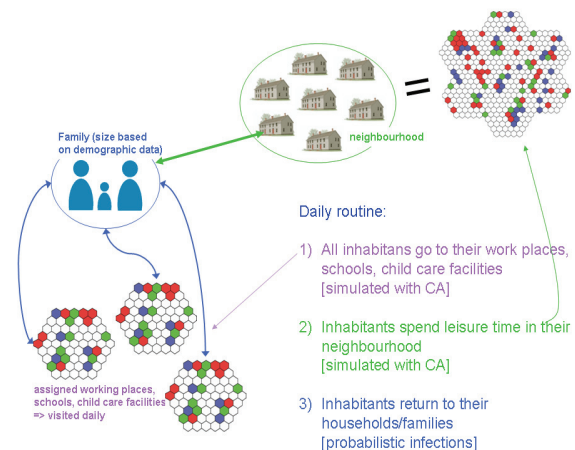 Family (size based
on demographic data)
neighbourhood
=
Daily routine:
1) All inhabitans go to their work places,
schools, child care facilities
[simulated with CA]
2) Inhabitants spend leisure time in their
neighbourhood
[simulated with CA]
3) Inhabitants return to their
households/families
[probabilistic infections]
assigned working places,
schools, child care facilities
=> visited daily